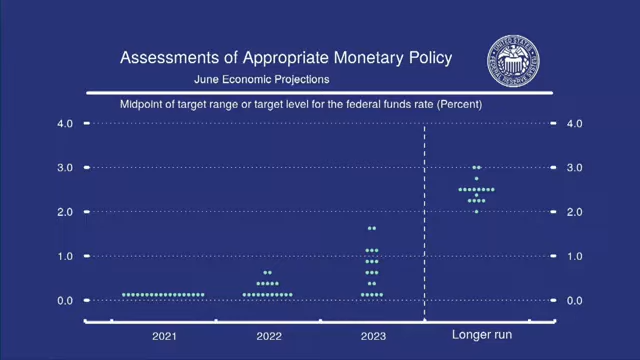 Assessments of Appropriate Monetary Policy
June Economic Projections
Midpoint of target range or target level for the federal funds rate (Percent)
4.0 4.0
3.0 3.0
2.0 2.0
1.0 1.0
0.0 0.0
2021 2022 2023 Longer run